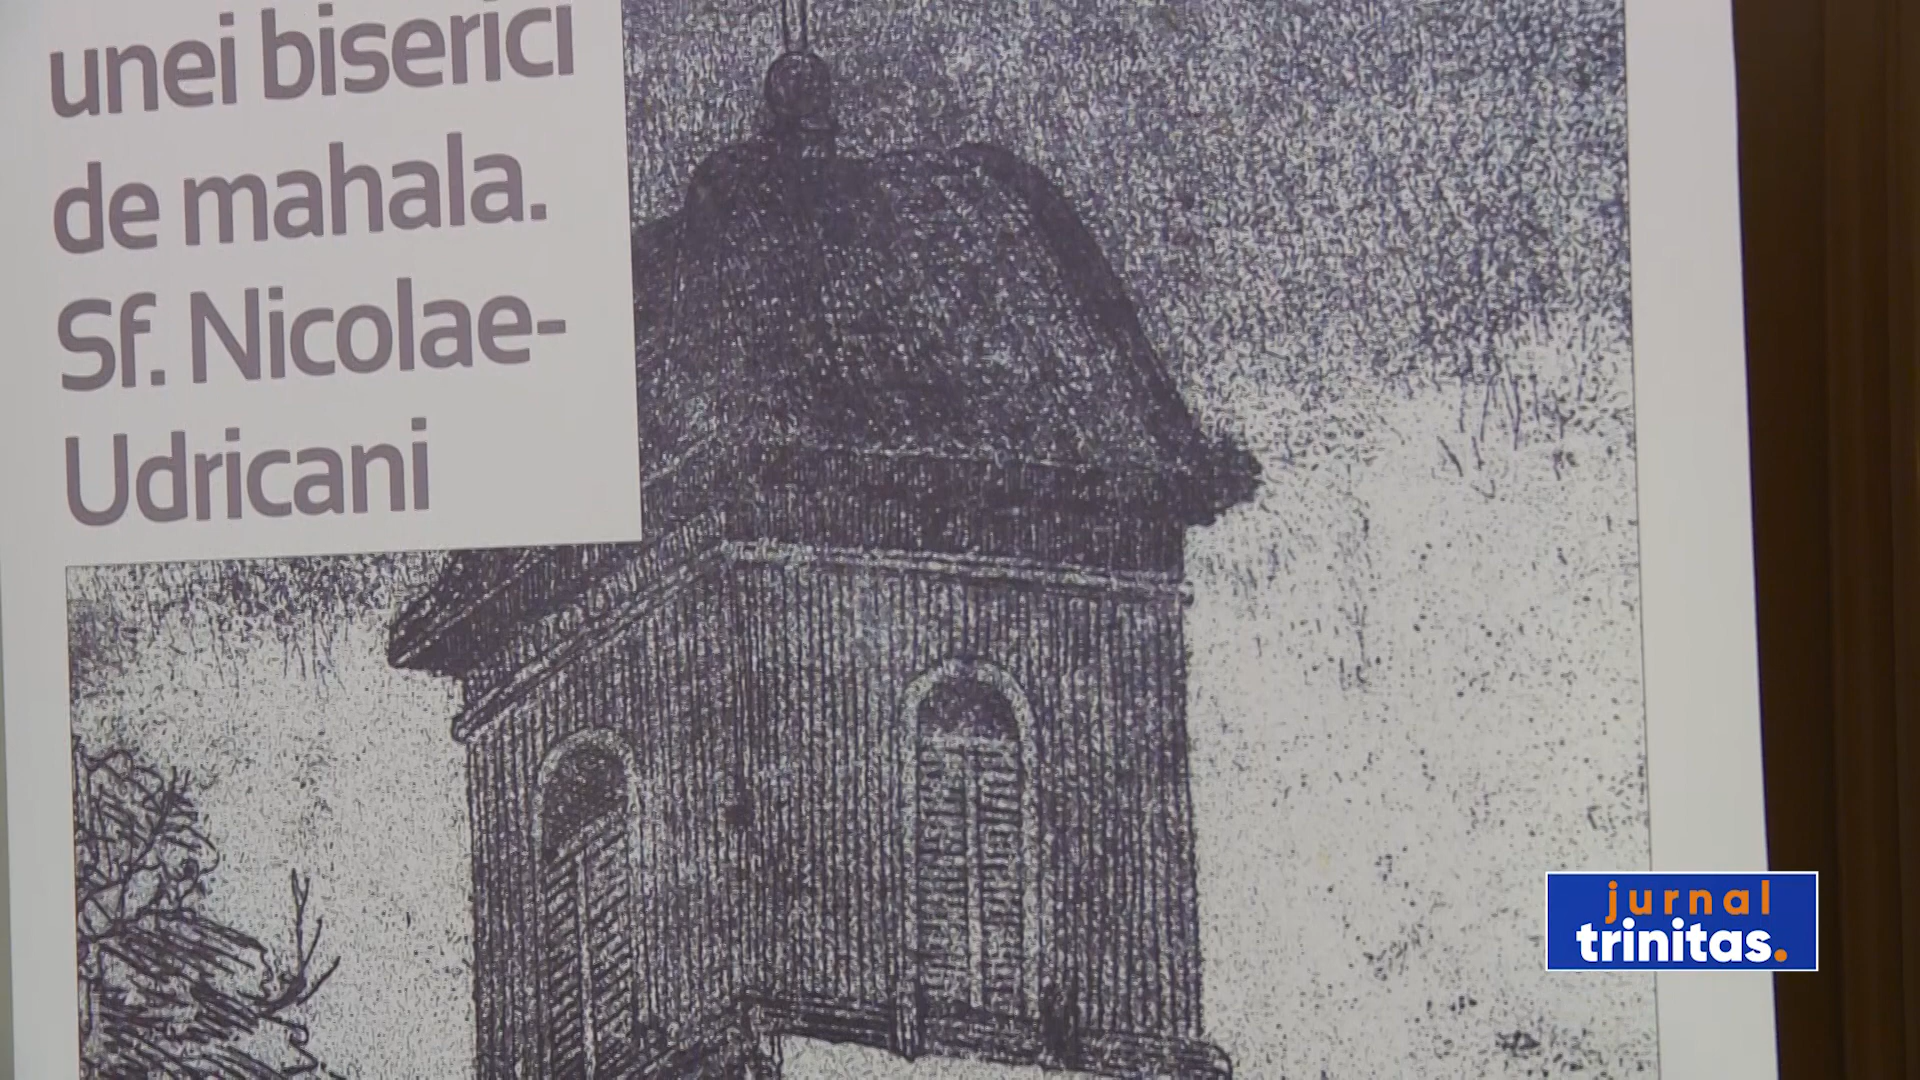 unei biserici
de mahala.
Sf. Nicolae-
Udricani
jurnal
trinitas.